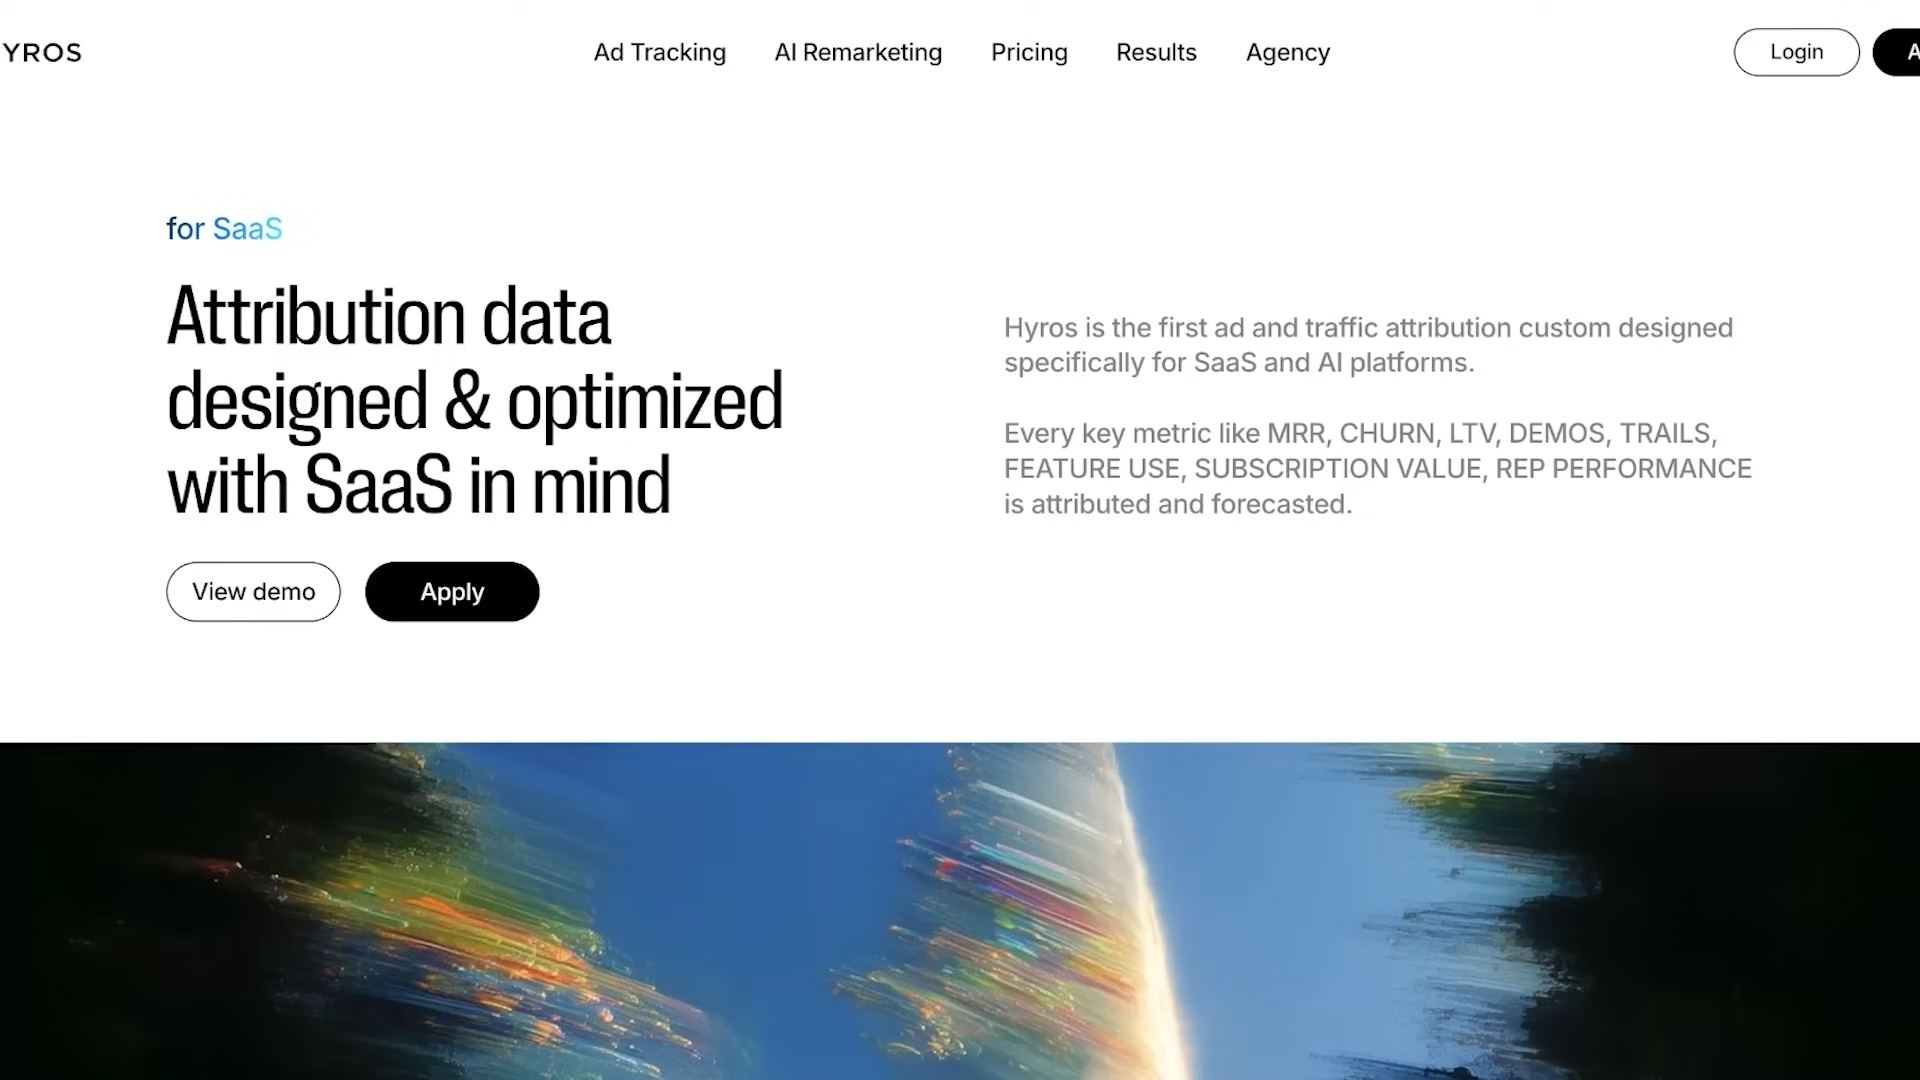 YROS
Ad Tracking
AI Remarketing
Pricing
Results
Agency
Login
A
for SaaS
Attribution data
designed & optimized
with SaaS in mind
Hyros is the first ad and traffic attribution custom designed
specifically for SaaS and AI platforms.
Every key metric like MRR, CHURN, LTV, DEMOS, TRAILS,
FEATURE USE, SUBSCRIPTION VALUE, REP PERFORMANCE
is attributed and forecasted.
View demo
Apply